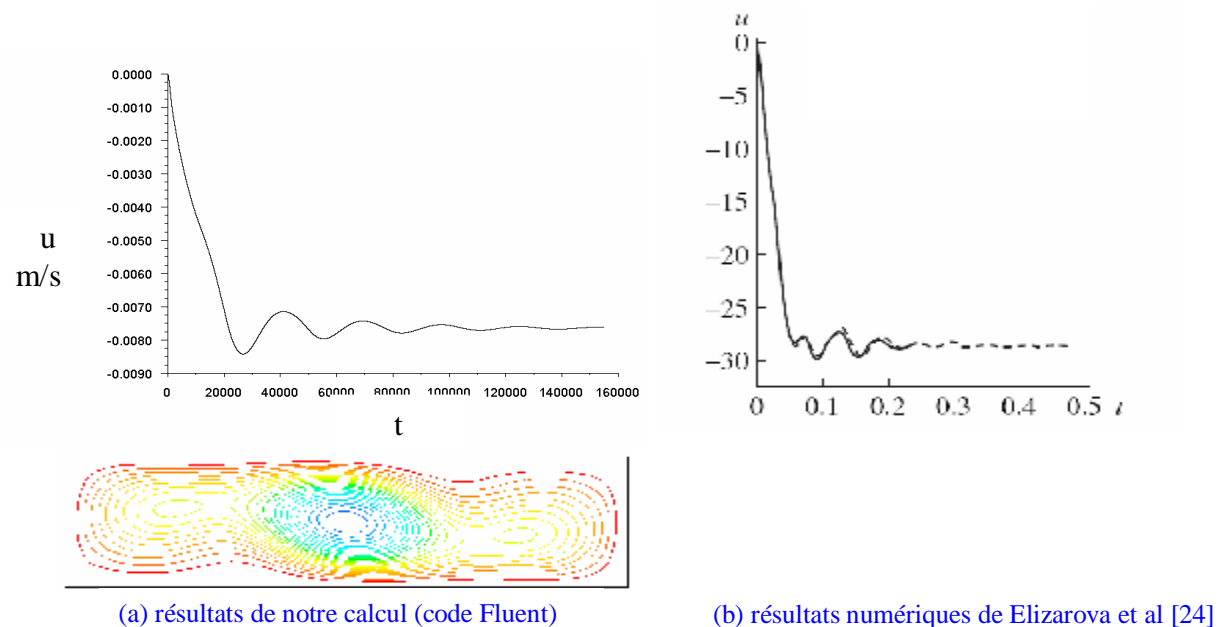 0.0000
-0.0010
-0.0020
-0.0030
-0.0040
-0.0050
-0.0060
-0.0070
-0.0080
-0.0090
u
m/s
0 20000 40000 60000 80000 100000 120000 140000 160000
t
u
0
−5
−10
−15
−20
−25
−30
0 0.1 0.2 0.3 0.4 0.5 t
(a) résultats de notre calcul (code Fluent)
(b) résultats numériques de Elizarova et al [24]